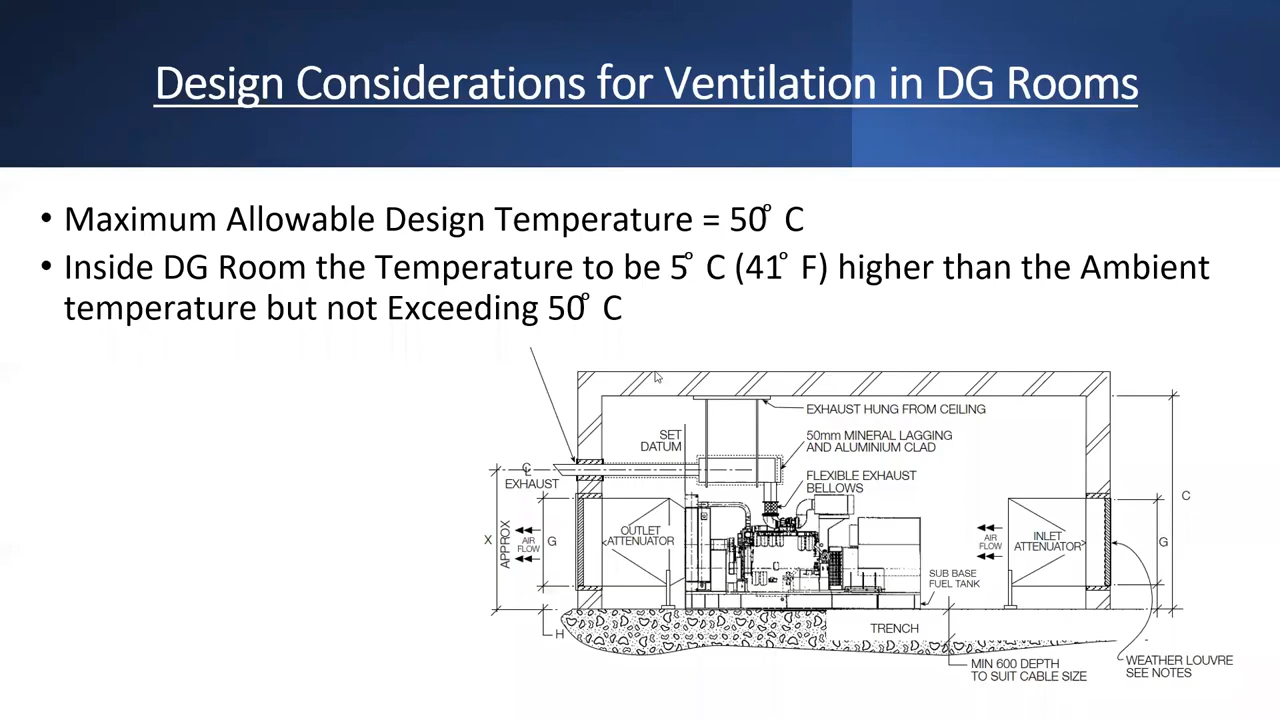 Design Considerations for Ventilation in DG Rooms
• Maximum Allowable Design Temperature = 50° C
• Inside DG Room the Temperature to be 5° C (41° F) higher than the Ambient
temperature but not Exceeding 50° C
EXHAUST HUNG FROM CEILING
SET
DATUM
50mm MINERAL LAGGING
AND ALUMINIUM CLAD
℄
EXHAUST
FLEXIBLE EXHAUST
BELLOWS
C
X
APPROX
AIR
FLOW
G
OUTLET
ATTENUATOR
AIR
FLOW
INLET
ATTENUATOR
G
SUB BASE
FUEL TANK
H
TRENCH
MIN 600 DEPTH
TO SUIT CABLE SIZE
WEATHER LOUVRE
SEE NOTES